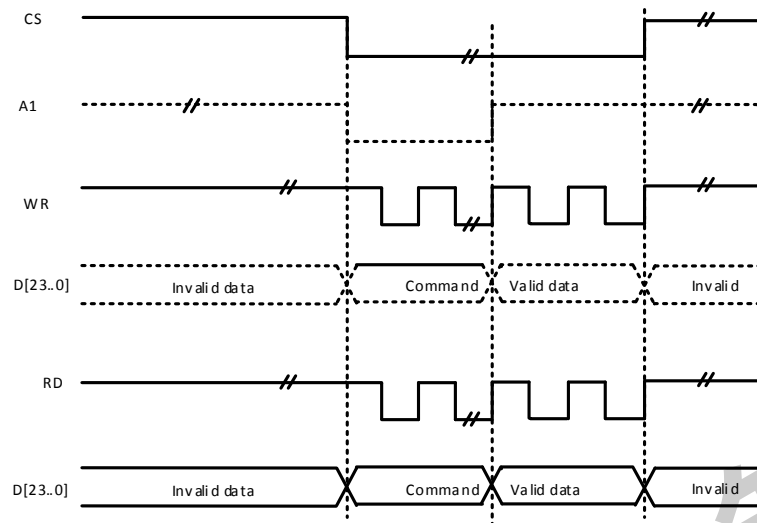 CS
A1
WR
D[23..0] Invalid data Command Valid data Invalid
RD
D[23..0] Invalid data Command Valid data Invalid